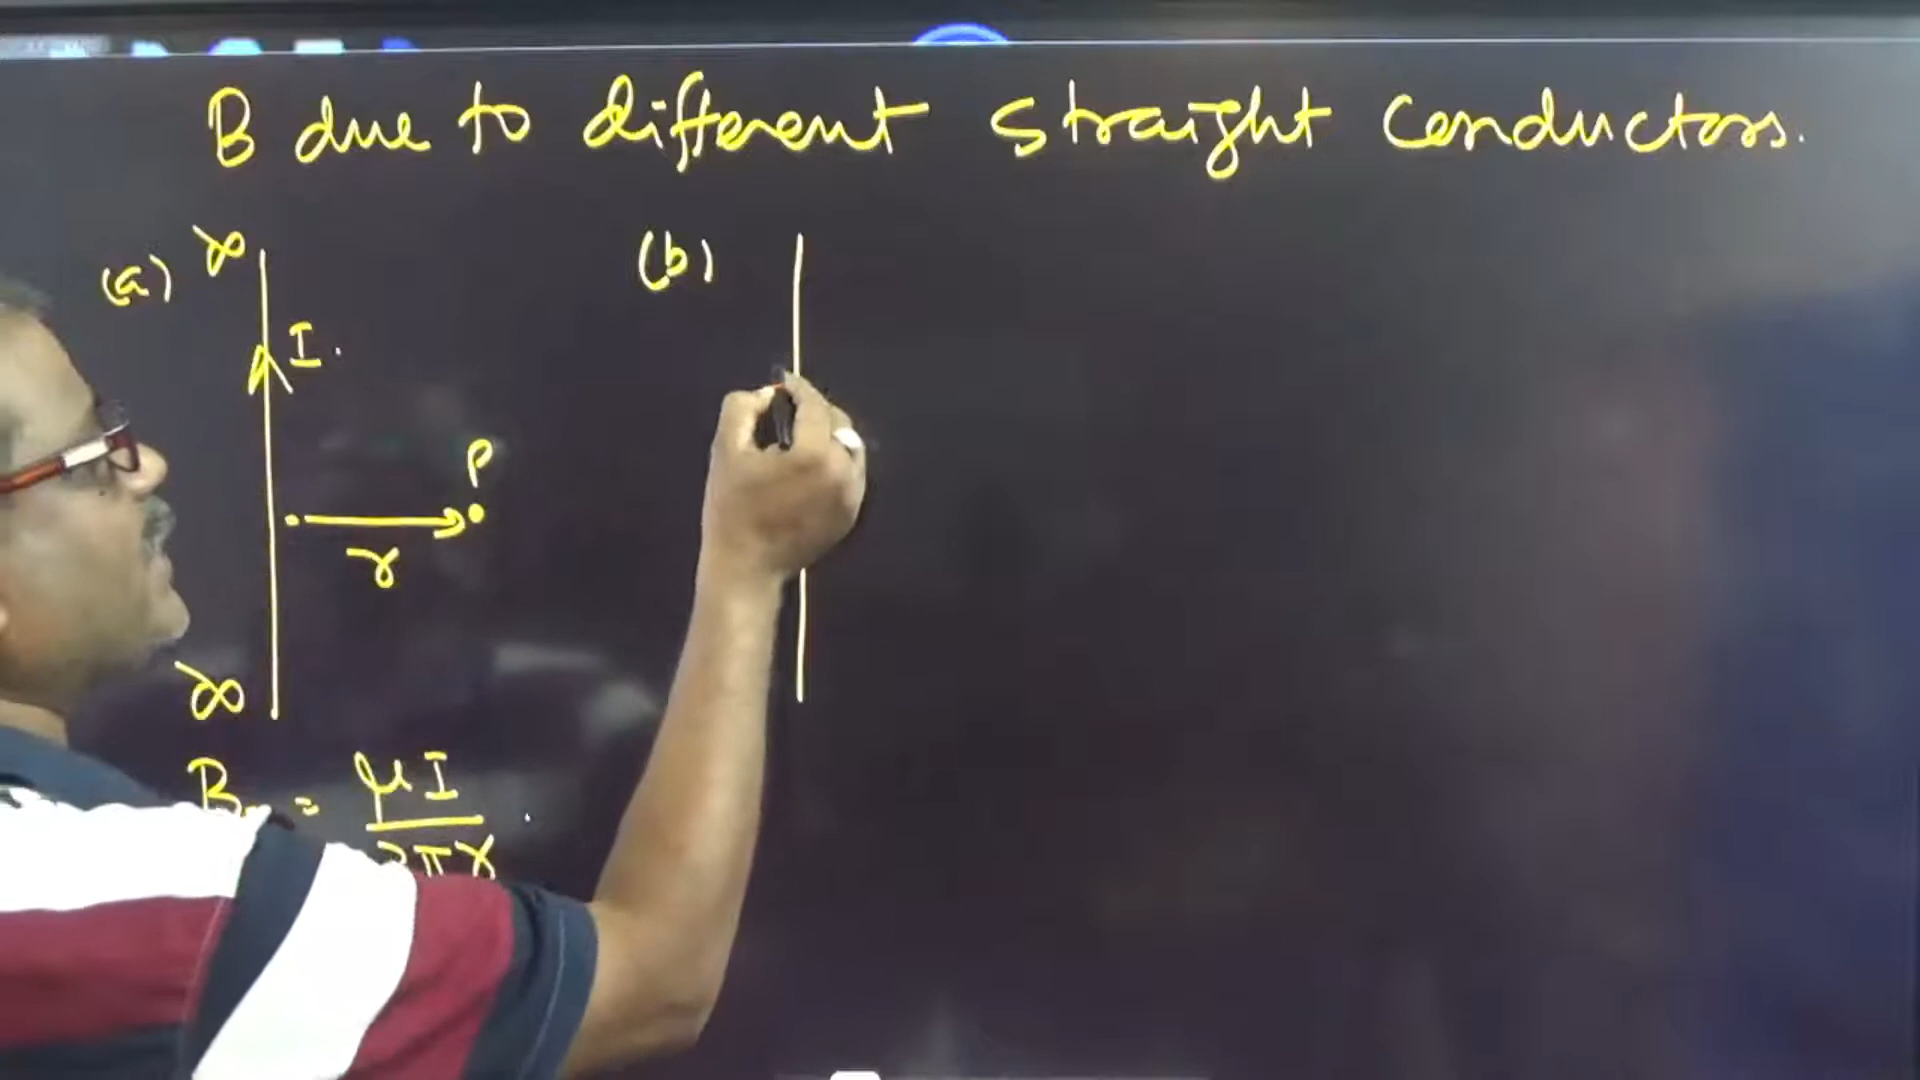 B due to different straight conductors.
(a) ∞
I.
P
r
∞
B = μI / 2πr
(b)